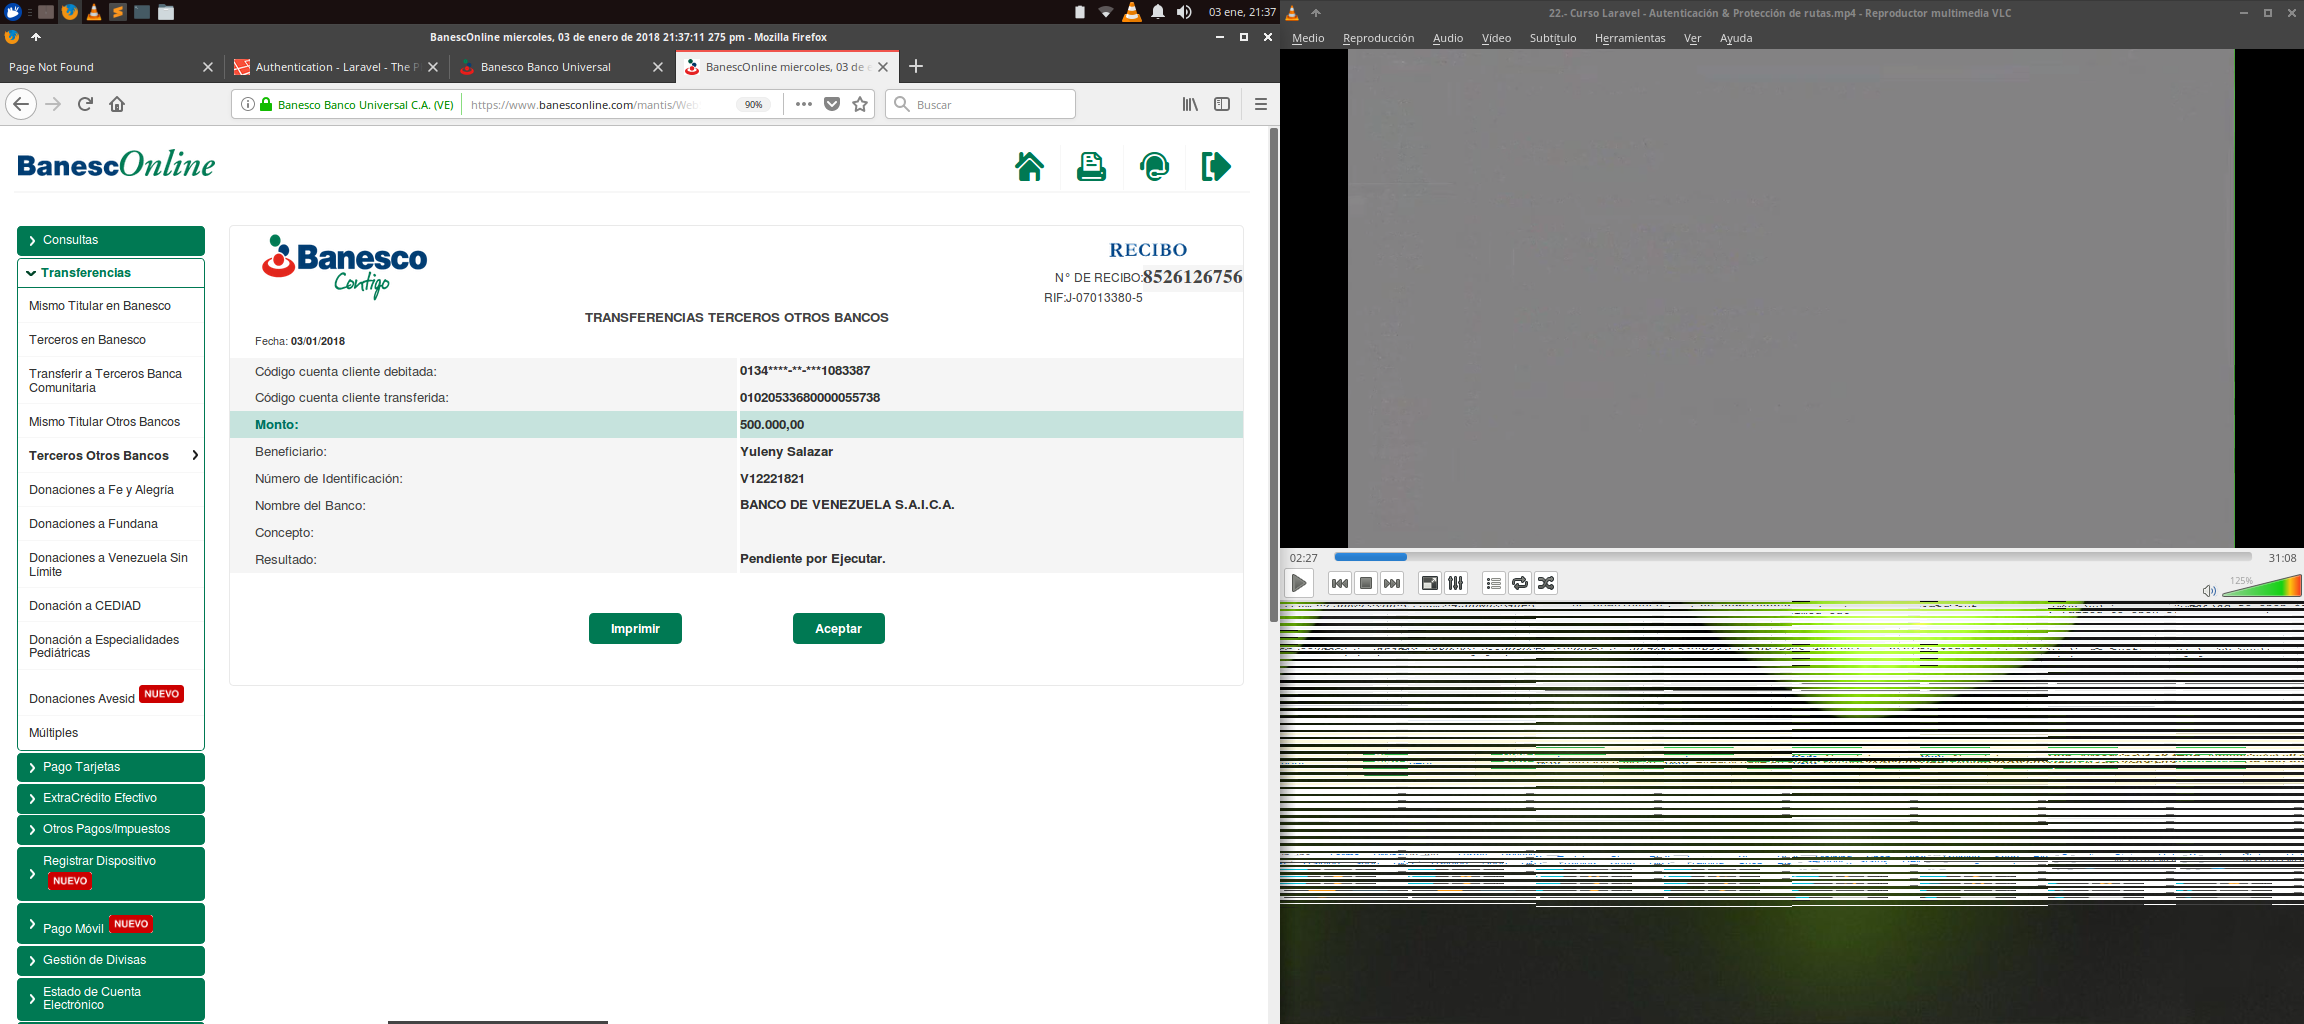 03 ene, 21:37
BanescOnline miercoles, 03 de enero de 2018 21:37:11 275 pm - Mozilla Firefox
Page Not Found
Authentication - Laravel - The P
Banesco Banco Universal
BanescOnline miercoles, 03 de e
Banesco Banco Universal C.A. (VE)
https://www.banesconline.com/mantis/Web
90%
Buscar
BanescOnline
Consultas
Transferencias
Mismo Titular en Banesco
Terceros en Banesco
Transferir a Terceros Banca
Comunitaria
Mismo Titular Otros Bancos
Terceros Otros Bancos
Donaciones a Fe y Alegría
Donaciones a Fundana
Donaciones a Venezuela Sin
Límite
Donación a CEDIAD
Donación a Especialidades
Pediátricas
Donaciones Avesid NUEVO
Múltiples
Pago Tarjetas
ExtraCrédito Efectivo
Otros Pagos/Impuestos
Registrar Dispositivo
NUEVO
Pago Móvil NUEVO
Gestión de Divisas
Estado de Cuenta
Electrónico
Banesco
Contigo
RECIBO
N° DE RECIBO:8526126756
RIF:J-07013380-5
TRANSFERENCIAS TERCEROS OTROS BANCOS
Fecha: 03/01/2018
Código cuenta cliente debitada: 0134****-**-***1083387
Código cuenta cliente transferida: 01020533680000055738
Monto: 500.000,00
Beneficiario: Yuleny Salazar
Número de Identificación: V12221821
Nombre del Banco: BANCO DE VENEZUELA S.A.I.C.A.
Concepto:
Resultado: Pendiente por Ejecutar.
Imprimir
Aceptar
22.- Curso Laravel - Autenticación & Protección de rutas.mp4 - Reproductor multimedia VLC
Medio Reproducción Audio Vídeo Subtítulo Herramientas Ver Ayuda
02:27
31:08
125%